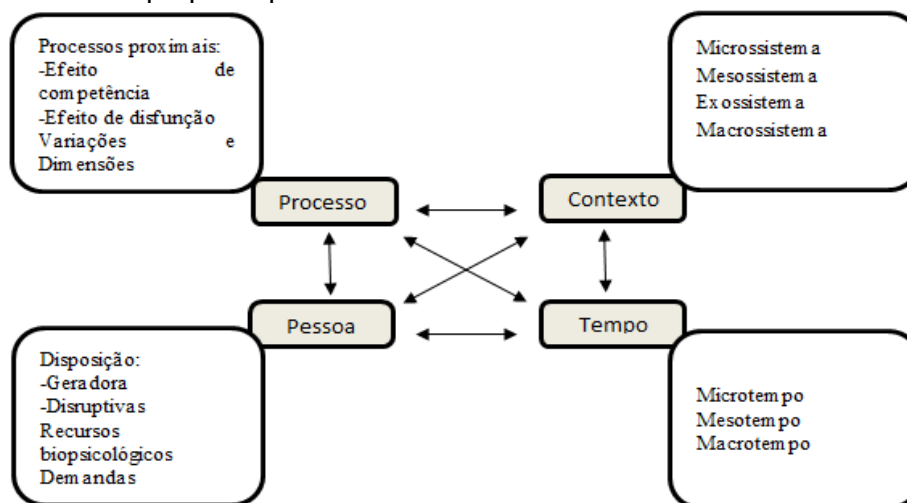 Processos proximais:
-Efeito de
competência
-Efeito de disfunção
Variações e
Dimensões
Microssistema
Mesossistema
Exossistema
Macrossistema
Processo
Contexto
Pessoa
Tempo
Disposição:
-Geradora
-Disruptivas
Recursos
biopsicológicos
Demandas
Microtempo
Mesotempo
Macrotempo